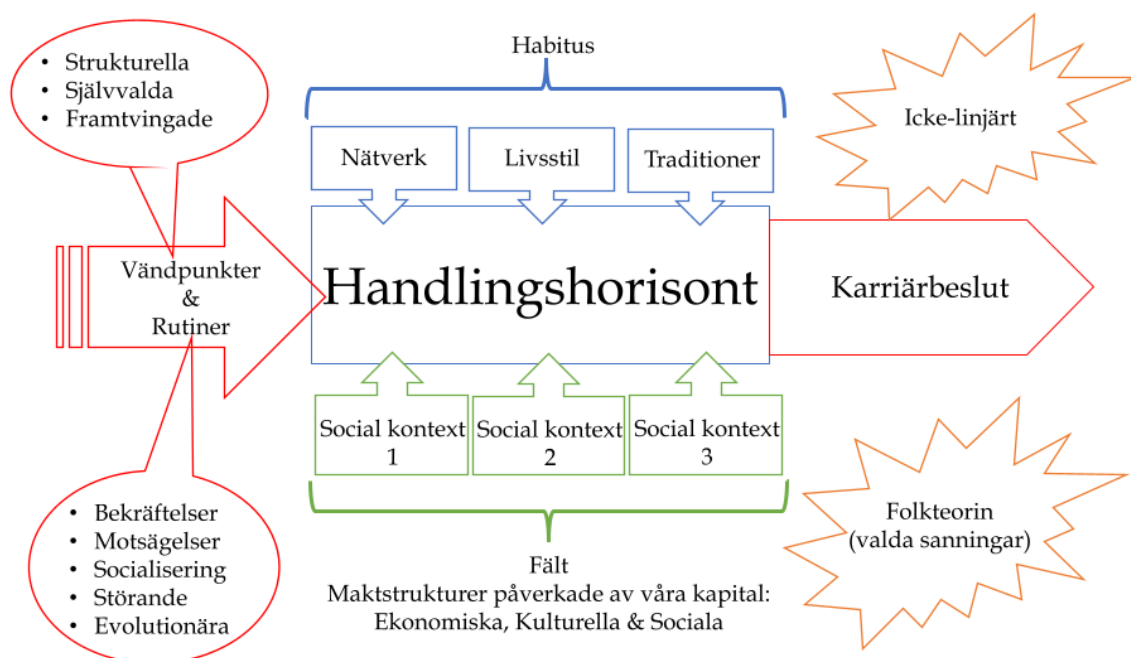 • Strukturella
• Självvalda
• Framtvingade
Habitus
Icke-linjärt
Nätverk
Livsstil
Traditioner
Vändpunkter
&
Rutiner
Handlingshorisont
Karriärbeslut
Social kontext
1
Social kontext
2
Social kontext
3
• Bekräftelser
• Motsägelser
• Socialisering
• Störande
• Evolutionära
Fält
Maktstrukturer påverkade av våra kapital:
Ekonomiska, Kulturella & Sociala
Folkteorin
(valda sanningar)